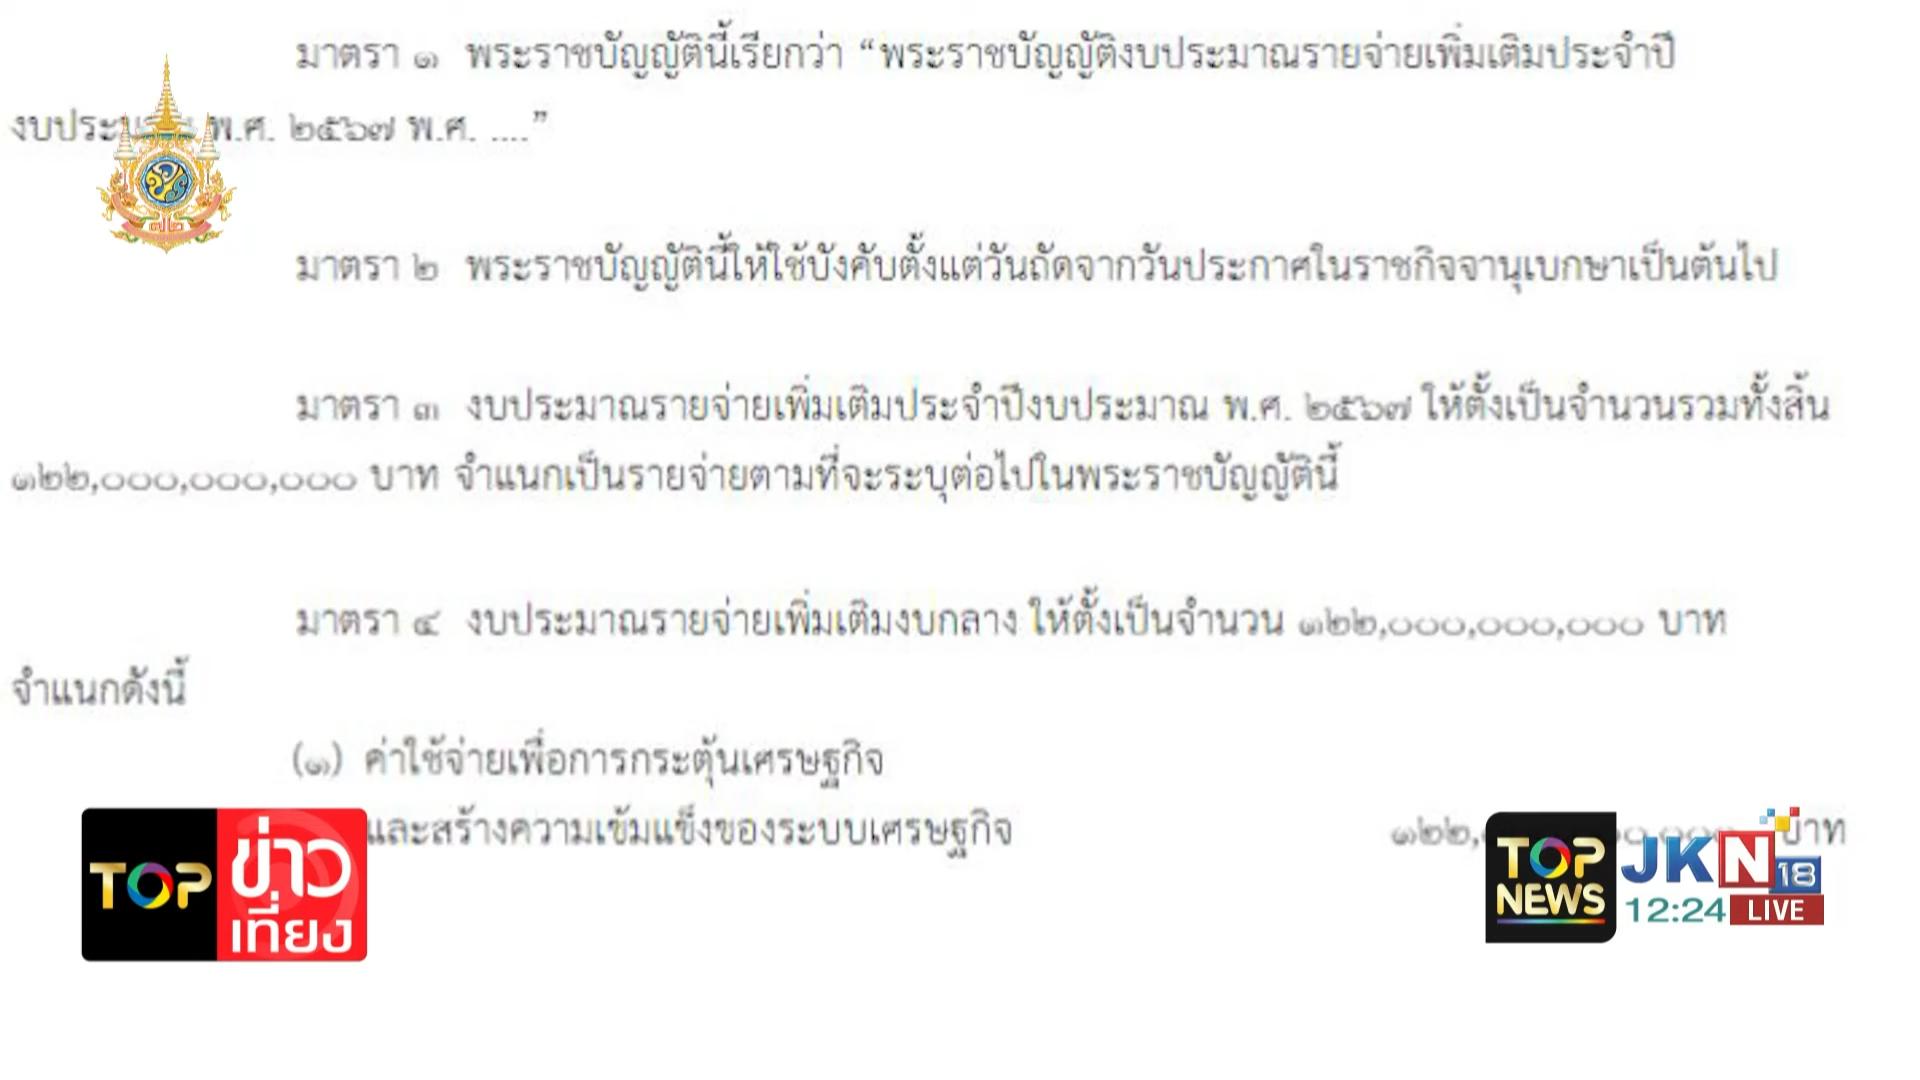 มาตรา ๑ พระราชบัญญัตินี้เรียกว่า “พระราชบัญญัติงบประมาณรายจ่ายเพิ่มเติมประจำปี
พ.ศ. ๒๕๖๗ พ.ศ. ....”
๗๒
มาตรา ๒ พระราชบัญญัตินี้ให้ใช้บังคับตั้งแต่วันถัดจากวันประกาศในราชกิจจานุเบกษาเป็นต้นไป
มาตรา ๓ งบประมาณรายจ่ายเพิ่มเติมประจำปีงบประมาณ พ.ศ. ๒๕๖๗ ให้ตั้งเป็นจำนวนรวมทั้งสิ้น
๑๒๒,๐๐๐,๐๐๐,๐๐๐ บาท จำแนกเป็นรายจ่ายตามที่จะระบุต่อไปในพระราชบัญญัตินี้
มาตรา ๔ งบประมาณรายจ่ายเพิ่มเติมงบกลาง ให้ตั้งเป็นจำนวน ๑๒๒,๐๐๐,๐๐๐,๐๐๐ บาท
จำแนกดังนี้
(๑) ค่าใช้จ่ายเพื่อการกระตุ้นเศรษฐกิจ
และสร้างความเข้มแข็งของระบบเศรษฐกิจ บาท
TOP ข่าว
เที่ยง
TOP
NEWS
JKN 18
12:24 LIVE